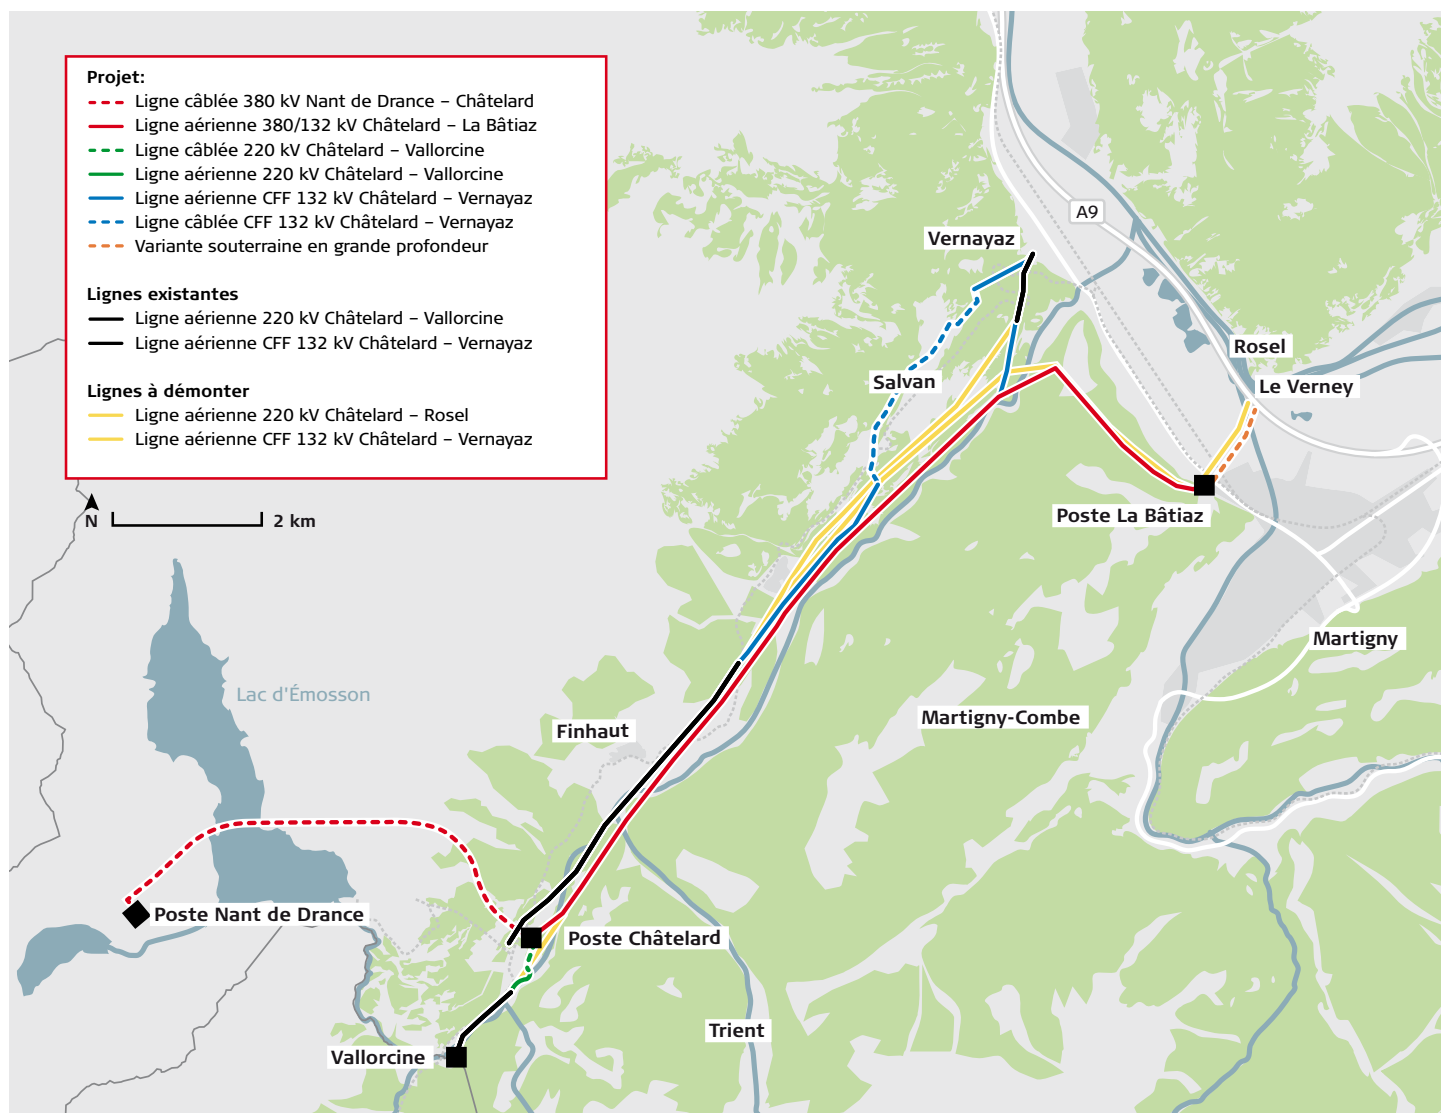 Projet:
Ligne câblée 380 kV Nant de Drance – Châtelard
Ligne aérienne 380/132 kV Châtelard – La Bâtiaz
Ligne câblée 220 kV Châtelard – Vallorcine
Ligne aérienne 220 kV Châtelard – Vallorcine
Ligne aérienne CFF 132 kV Châtelard – Vernayaz
Ligne câblée CFF 132 kV Châtelard – Vernayaz
Variante souterraine en grande profondeur
Lignes existantes
Ligne aérienne 220 kV Châtelard – Vallorcine
Ligne aérienne CFF 132 kV Châtelard – Vernayaz
Lignes à démonter
Ligne aérienne 220 kV Châtelard – Rosel
Ligne aérienne CFF 132 kV Châtelard – Vernayaz
N
2 km
A9
Vernayaz
Rosel
Salvan
Le Verney
Poste La Bâtiaz
Martigny
Lac d'Émosson
Martigny-Combe
Finhaut
Poste Nant de Drance
Poste Châtelard
Trient
Vallorcine